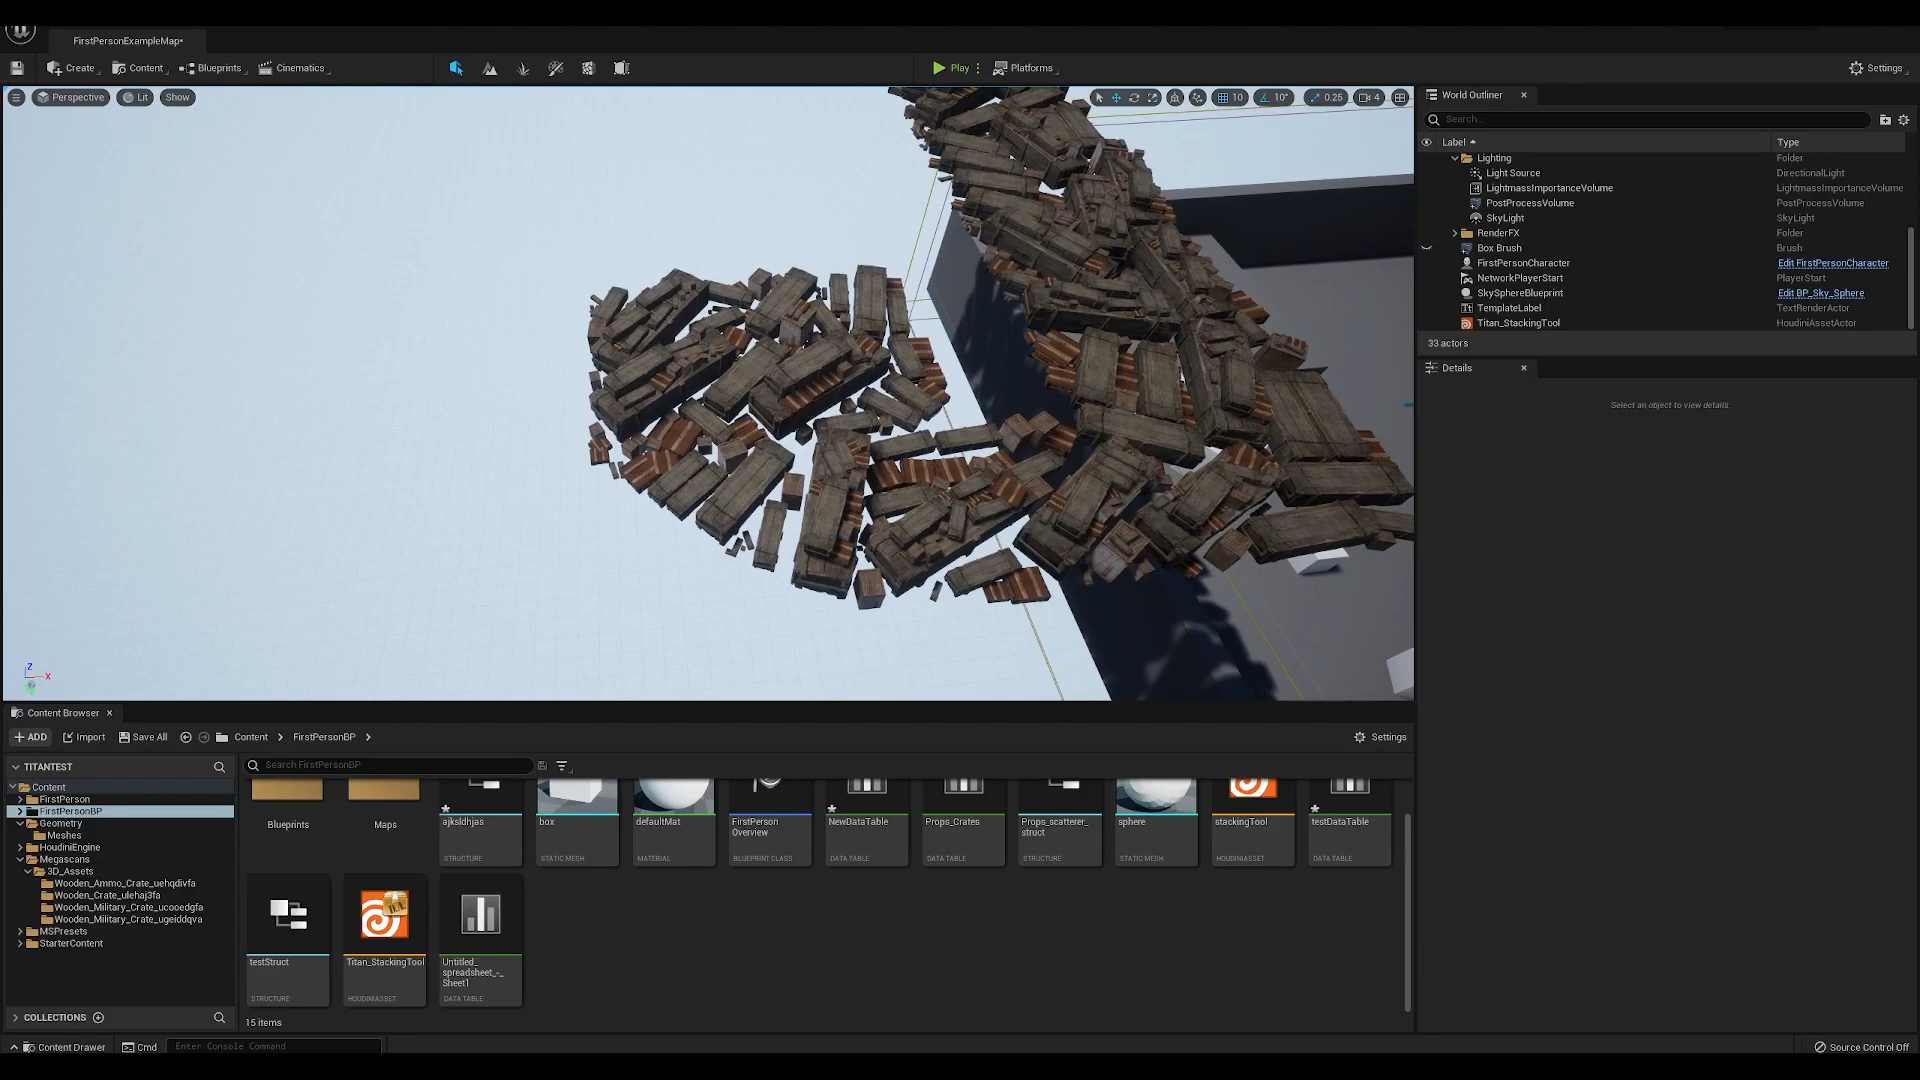 FirstPersonExampleMap*
Create
Content
Blueprints
Cinematics
Play
Platforms
Settings
Perspective
Lit
Show
10
10°
0.25
4
World Outliner
Search...
Label
Type
Lighting
Folder
Light Source
DirectionalLight
LightmassImportanceVolume
LightmassImportanceVolume
PostProcessVolume
PostProcessVolume
SkyLight
SkyLight
RenderFX
Folder
Box Brush
Brush
FirstPersonCharacter
Edit FirstPersonCharacter
NetworkPlayerStart
PlayerStart
SkySphereBlueprint
Edit BP_Sky_Sphere
TemplateLabel
TextRenderActor
Titan_StackingTool
HoudiniAssetActor
33 actors
Details
Select an object to view details.
Z
X
Content Browser
ADD
Import
Save All
Content
FirstPersonBP
Settings
TITANTEST
Search FirstPersonBP
Content
FirstPerson
FirstPersonBP
Geometry
Meshes
HoudiniEngine
Megascans
3D_Assets
Wooden_Ammo_Crate_uehqdivfa
Wooden_Crate_ulehaj3fa
Wooden_Military_Crate_ucooedgfa
Wooden_Military_Crate_ugeiddqva
MSPresets
StarterContent
COLLECTIONS
Blueprints
Maps
ajksldhjas
STRUCTURE
box
STATIC MESH
defaultMat
MATERIAL
FirstPerson
Overview
BLUEPRINT CLASS
NewDataTable
DATA TABLE
Props_Crates
DATA TABLE
Props_scatterer_
struct
STRUCTURE
sphere
STATIC MESH
stackingTool
HOUDINIASSET
testDataTable
DATA TABLE
testStruct
STRUCTURE
Titan_StackingTool
HOUDINIASSET
Untitled_
spreadsheet_-_
Sheet1
DATA TABLE
15 items
Content Drawer
Cmd
Enter Console Command
Source Control Off